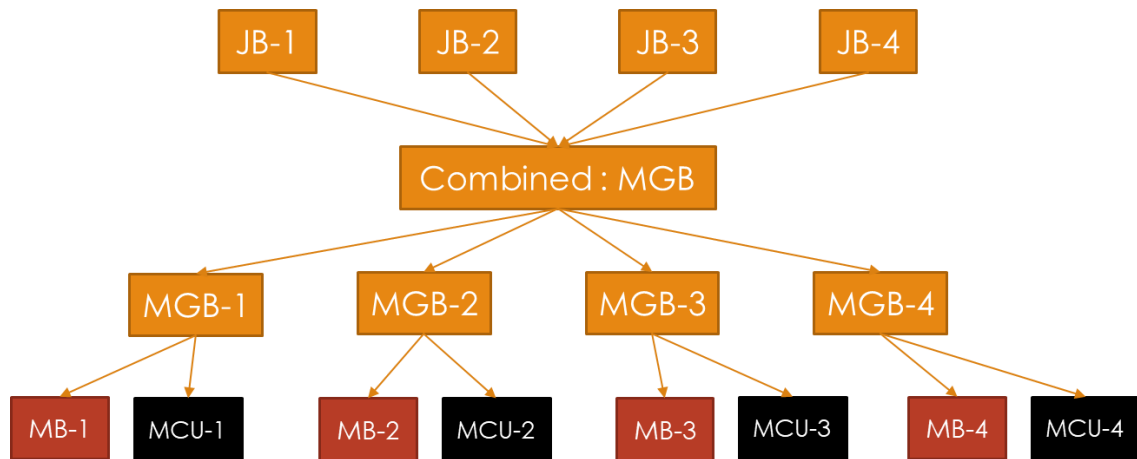 JB-1
JB-2
JB-3
JB-4
Combined : MGB
MGB-1
MGB-2
MGB-3
MGB-4
MB-1
MCU-1
MB-2
MCU-2
MB-3
MCU-3
MB-4
MCU-4